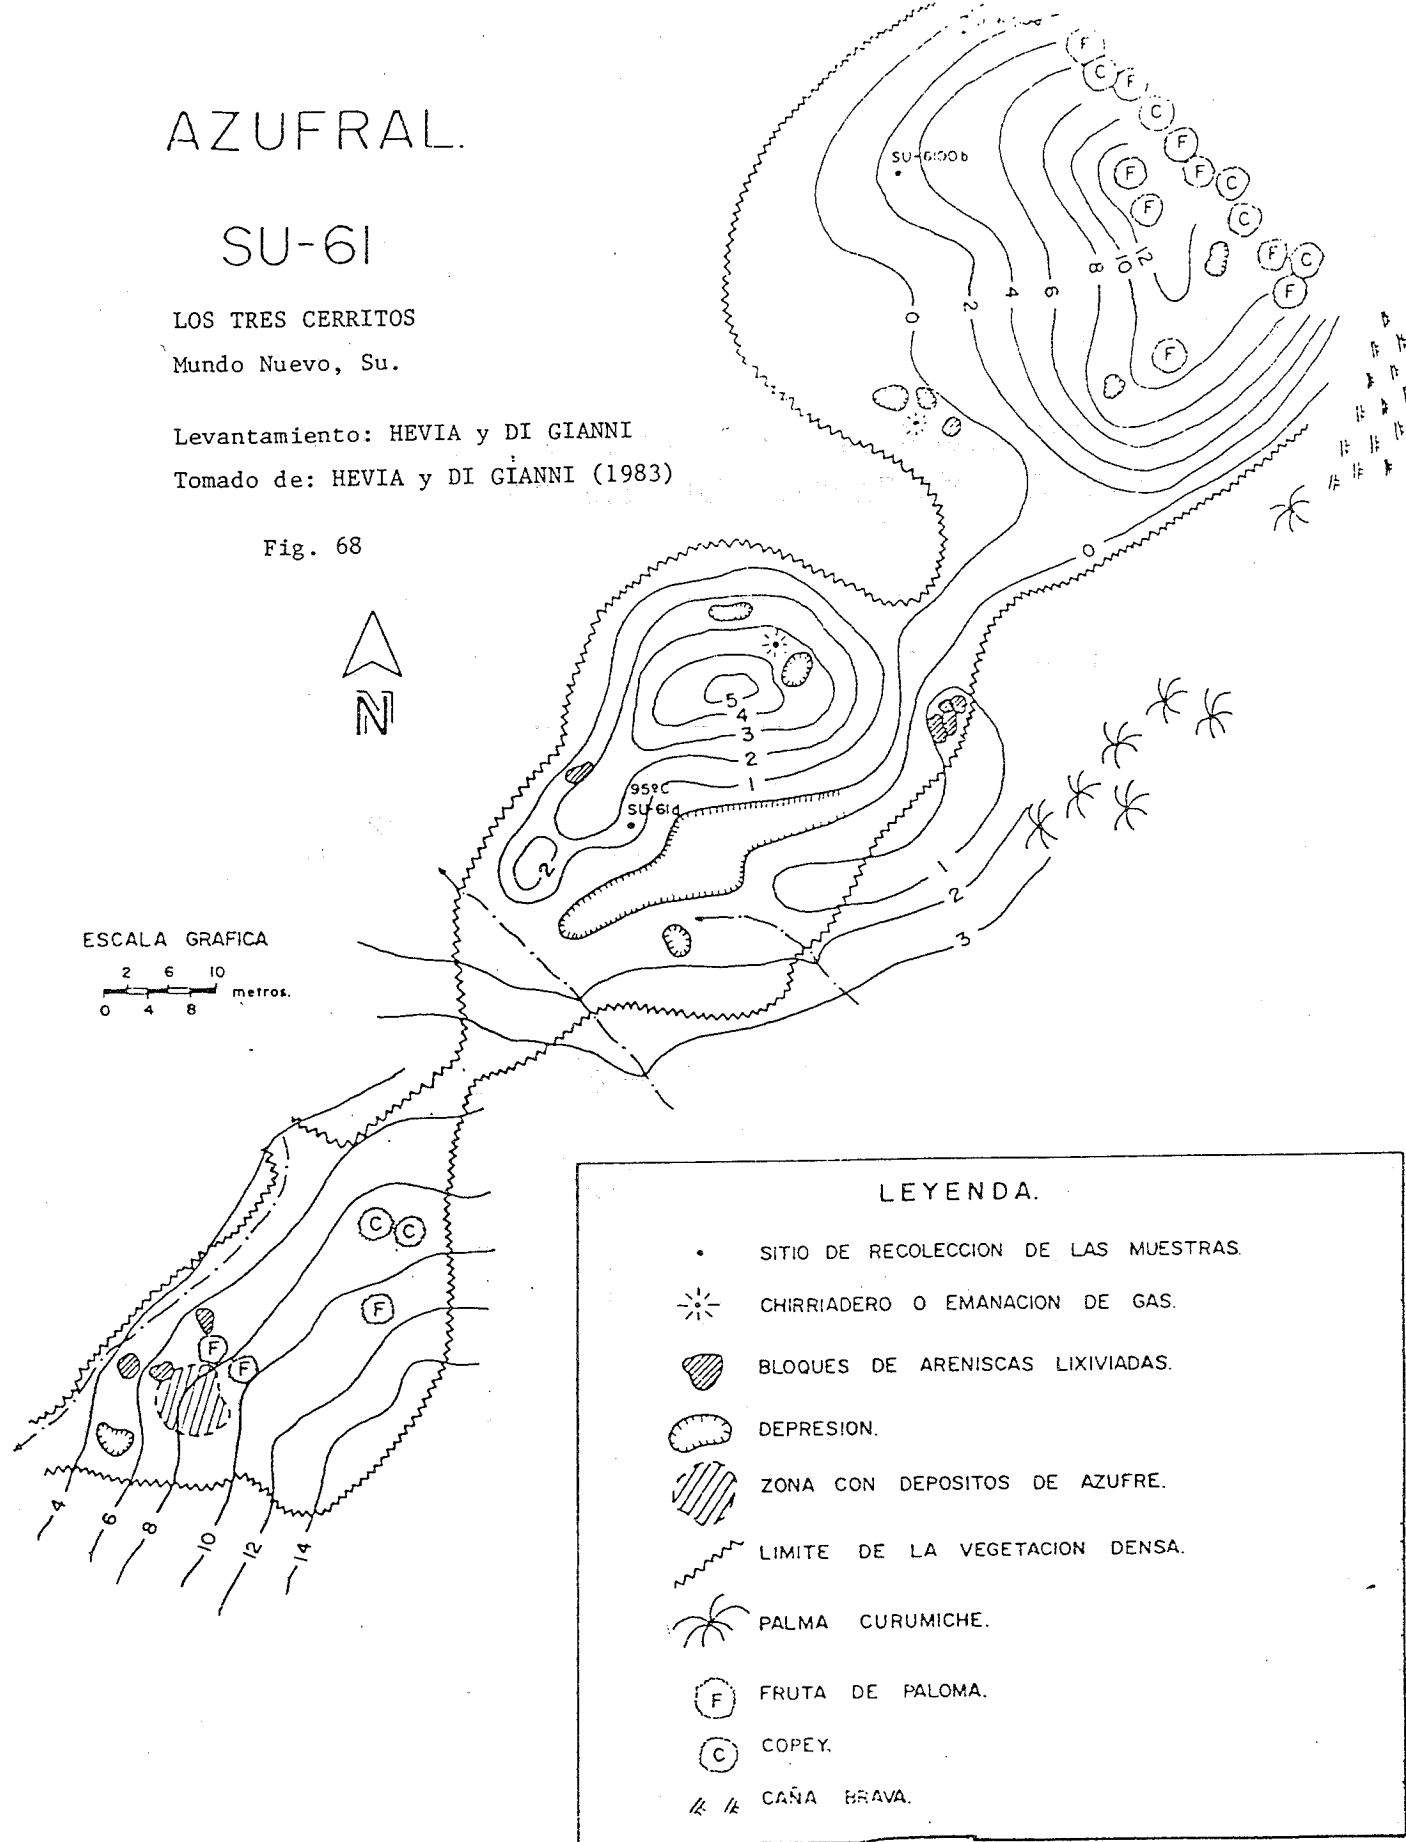 AZUFRAL.
SU-61
LOS TRES CERRITOS
Mundo Nuevo, Su.
Levantamiento: HEVIA y DI GIANNI
Tomado de: HEVIA y DI GIANNI (1983)
Fig. 68
N
F
C
F
C
F
F
C
F
F
C
F
C
F
F
SU-6100b
0
2
4
6
8
10
12
0
5
4
3
2
1
95ºC
SU-61d
2
1
2
3
ESCALA GRAFICA
2 6 10
metros.
0 4 8
C C
F
F
F
4
6
8
10
12
14
LEYENDA.
SITIO DE RECOLECCION DE LAS MUESTRAS.
CHIRRIADERO O EMANACION DE GAS.
BLOQUES DE ARENISCAS LIXIVIADAS.
DEPRESION.
ZONA CON DEPOSITOS DE AZUFRE.
LIMITE DE LA VEGETACION DENSA.
PALMA CURUMICHE.
F FRUTA DE PALOMA.
C COPEY.
CAÑA BRAVA.